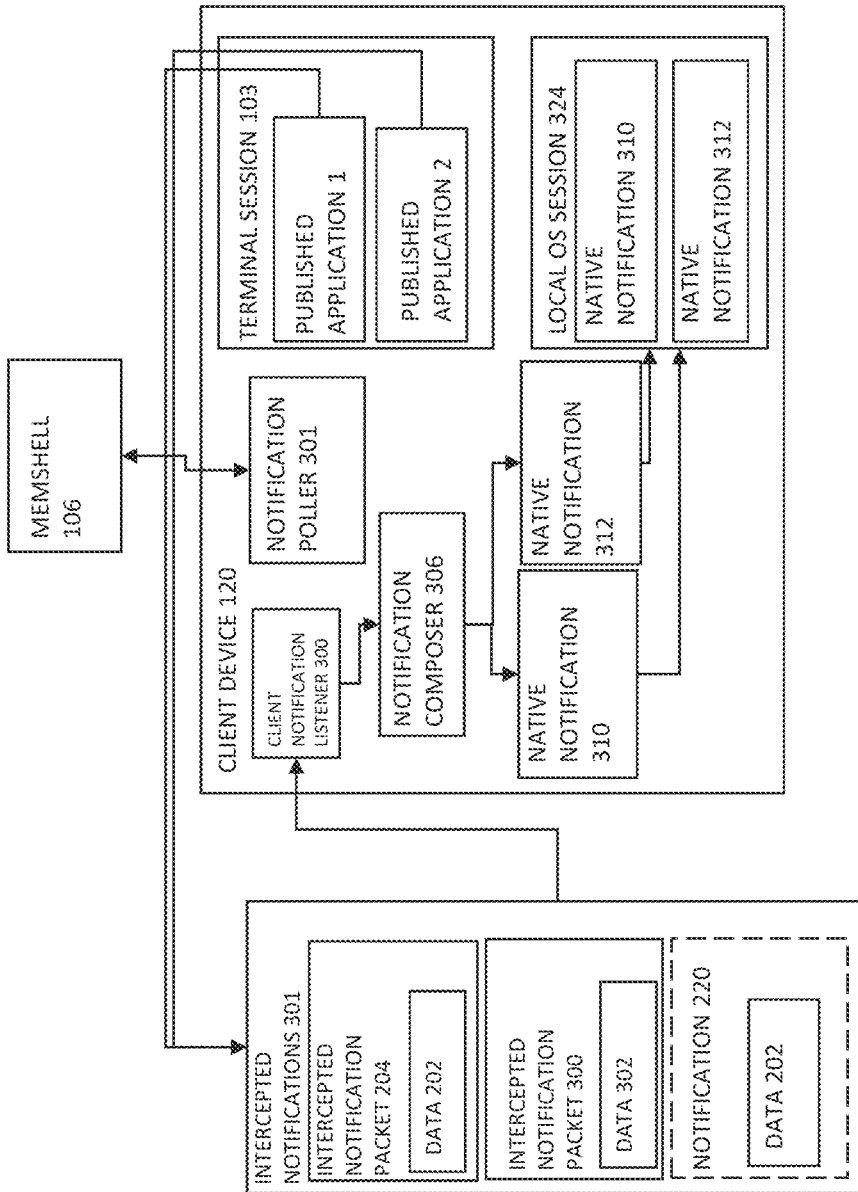 MEMSHELL
106
CLIENT DEVICE 120
CLIENT
NOTIFICATION
LISTENER 300
NOTIFICATION
POLLER 301
NOTIFICATION
COMPOSER 306
NATIVE
NOTIFICATION
310
NATIVE
NOTIFICATION
312
TERMINAL SESSION 103
PUBLISHED
APPLICATION 1
PUBLISHED
APPLICATION 2
LOCAL OS SESSION 324
NATIVE
NOTIFICATION 310
NATIVE
NOTIFICATION 312
INTERCEPTED
NOTIFICATIONS 301
INTERCEPTED
NOTIFICATION
PACKET 204
DATA 202
INTERCEPTED
NOTIFICATION
PACKET 300
DATA 302
NOTIFICATION 220
DATA 202